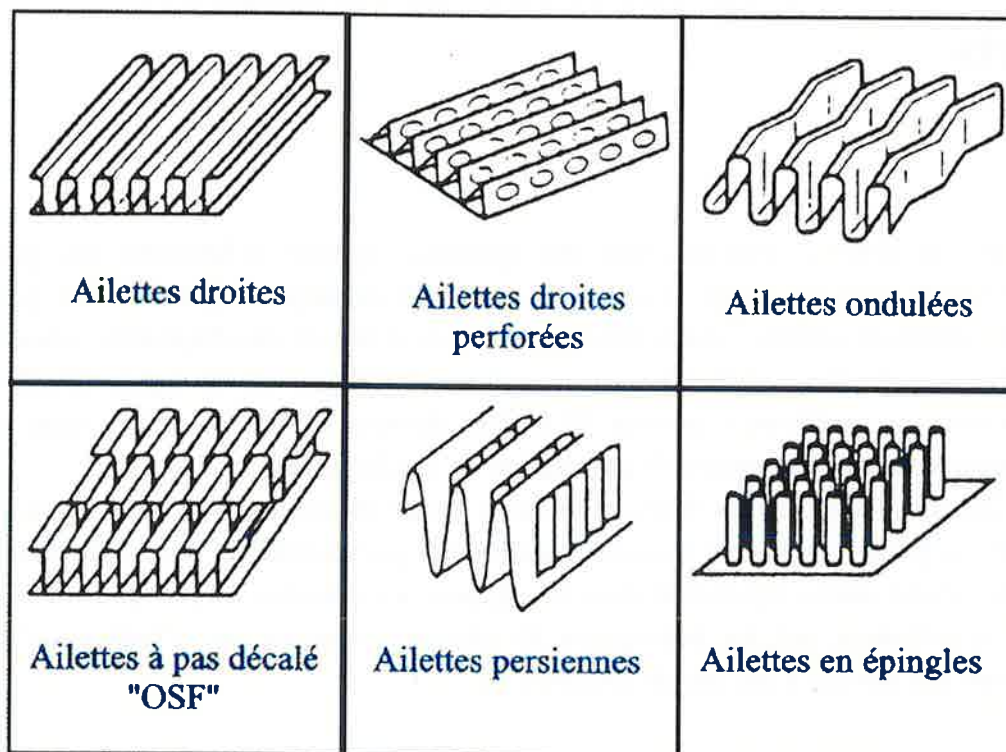 Ailettes droites
Ailettes droites
perforées
Ailettes ondulées
Ailettes à pas décalé
"OSF"
Ailettes persiennes
Ailettes en épingles